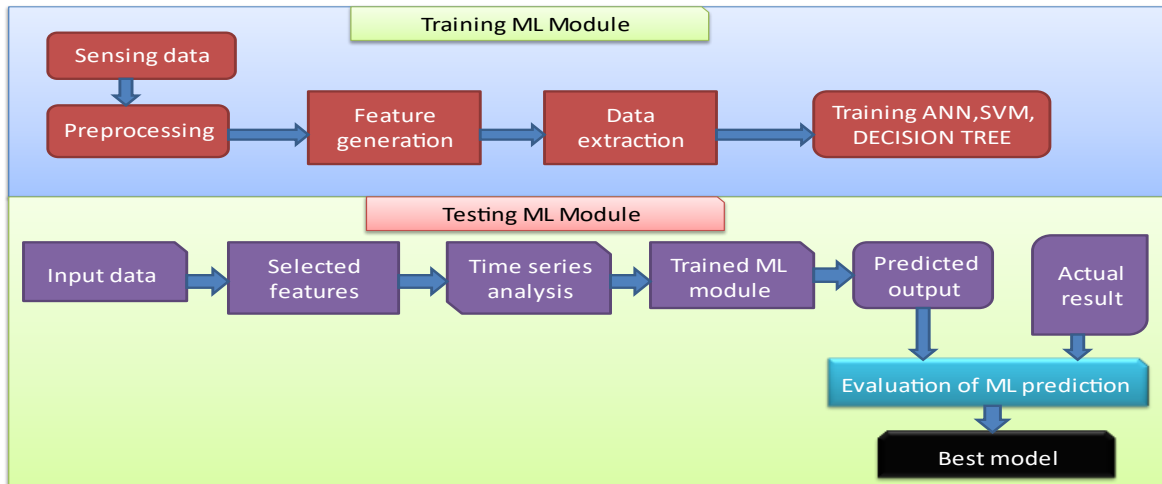 Training ML Module
Sensing data
Preprocessing
Feature
generation
Data
extraction
Training ANN,SVM,
DECISION TREE
Testing ML Module
Input data
Selected
features
Time series
analysis
Trained ML
module
Predicted
output
Actual
result
Evaluation of ML prediction
Best model